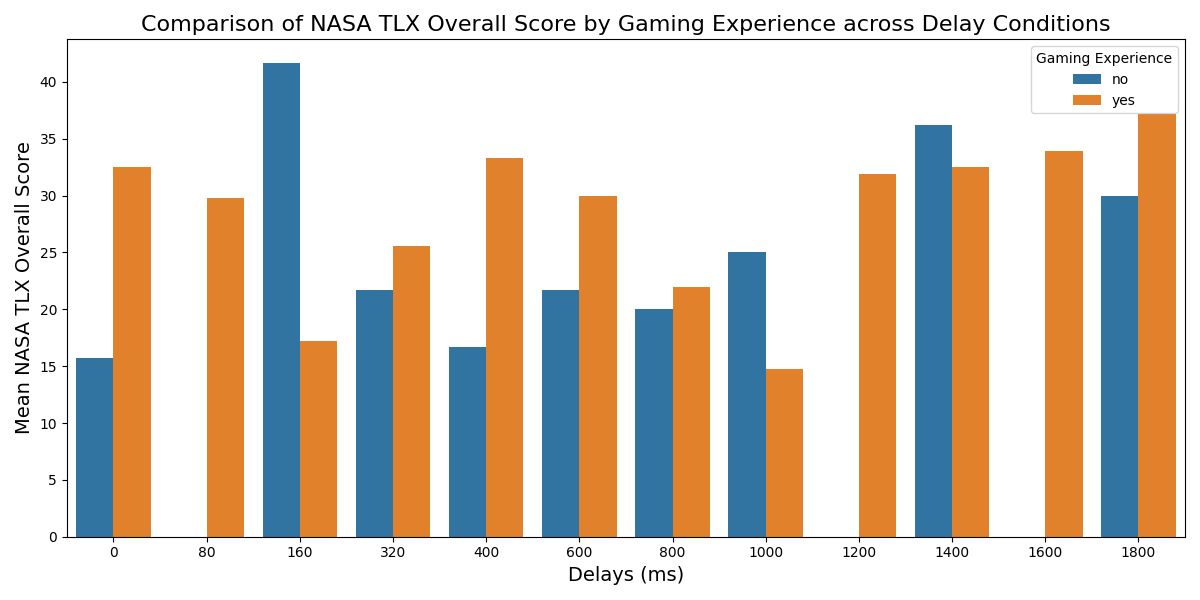 Comparison of NASA TLX Overall Score by Gaming Experience across Delay Conditions
Mean NASA TLX Overall Score
40
35
30
25
20
15
10
5
0
Gaming Experience
no
yes
0 80 160 320 400 600 800 1000 1200 1400 1600 1800
Delays (ms)